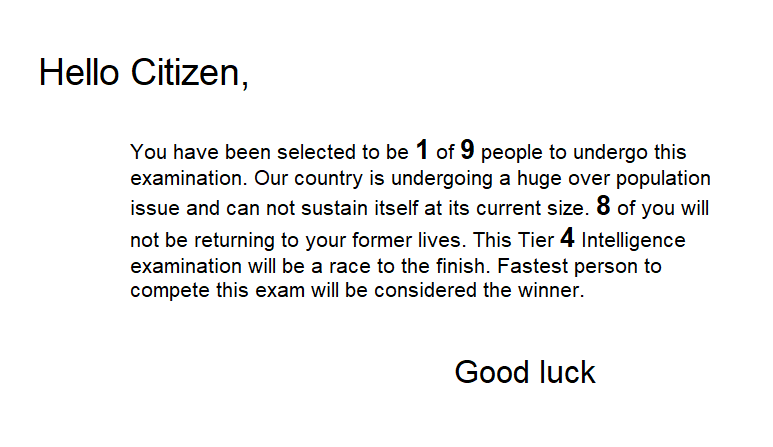 Hello Citizen,
You have been selected to be 1 of 9 people to undergo this
examination. Our country is undergoing a huge over population
issue and can not sustain itself at its current size. 8 of you will
not be returning to your former lives. This Tier 4 Intelligence
examination will be a race to the finish. Fastest person to
compete this exam will be considered the winner.
Good luck